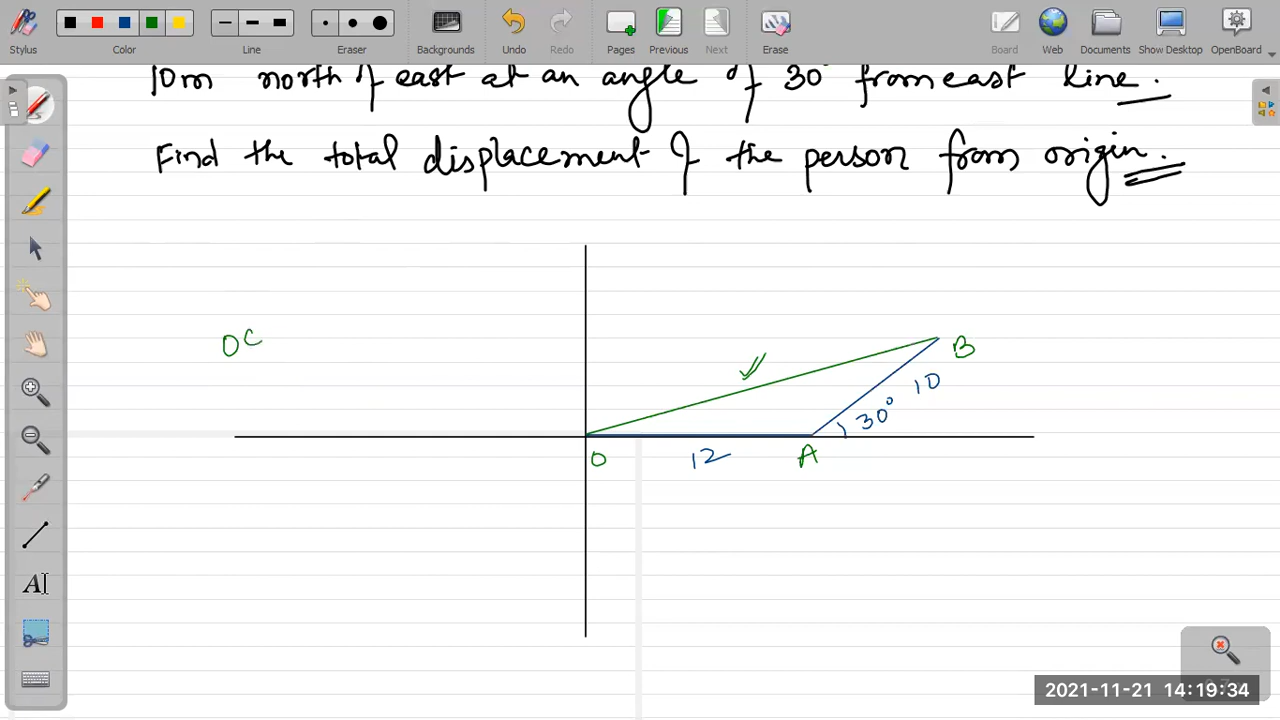 Stylus
Color
Line
Eraser
Backgrounds
Undo
Redo
Pages
Previous
Next
Erase
Board
Web
Documents
Show Desktop
OpenBoard
10m north of east at an angle of 30° from east line.
Find the total displacement of the person from origin.
OC
B
10
30°
O
12
A
2021-11-21 14:19:34